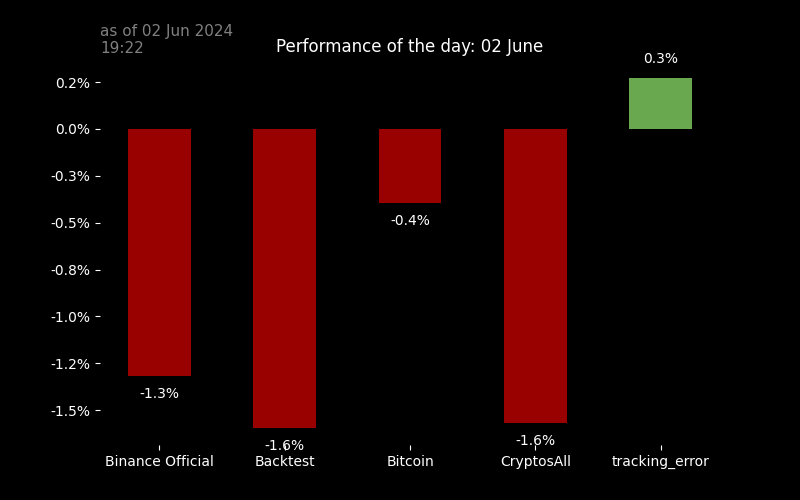 as of 02 Jun 2024
19:22
Performance of the day: 02 June
0.3%
0.2%
0.0%
-0.3%
-0.5%
-0.8%
-1.0%
-1.2%
-1.5%
-0.4%
-1.3%
-1.6%
-1.6%
Binance Official
Backtest
Bitcoin
CryptosAll
tracking_error